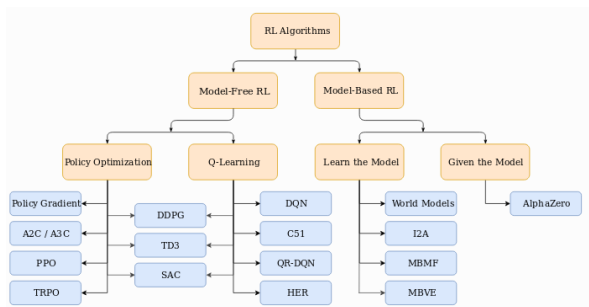 RL Algorithms
Model-Free RL
Model-Based RL
Policy Optimization
Q-Learning
Learn the Model
Given the Model
Policy Gradient
A2C / A3C
PPO
TRPO
DDPG
TD3
SAC
DQN
C51
QR-DQN
HER
World Models
I2A
MBMF
MBVE
AlphaZero